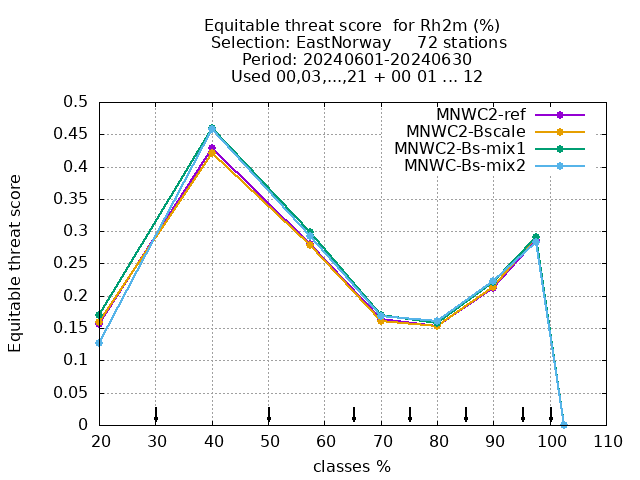 Equitable threat score  for Rh2m (%)
Selection: EastNorway     72 stations
Period: 20240601-20240630
Used 00,03,...,21 + 00 01 ... 12
MNWC2-ref
MNWC2-Bscale
MNWC2-Bs-mix1
MNWC-Bs-mix2
Equitable threat score
0.5
0.45
0.4
0.35
0.3
0.25
0.2
0.15
0.1
0.05
0
20 30 40 50 60 70 80 90 100 110
classes %